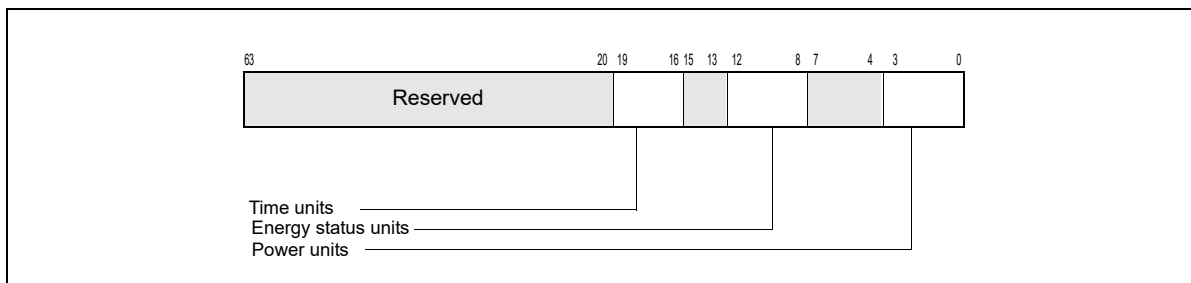 63 20 19 16 15 13 12 8 7 4 3 0
Reserved
Time units
Energy status units
Power units